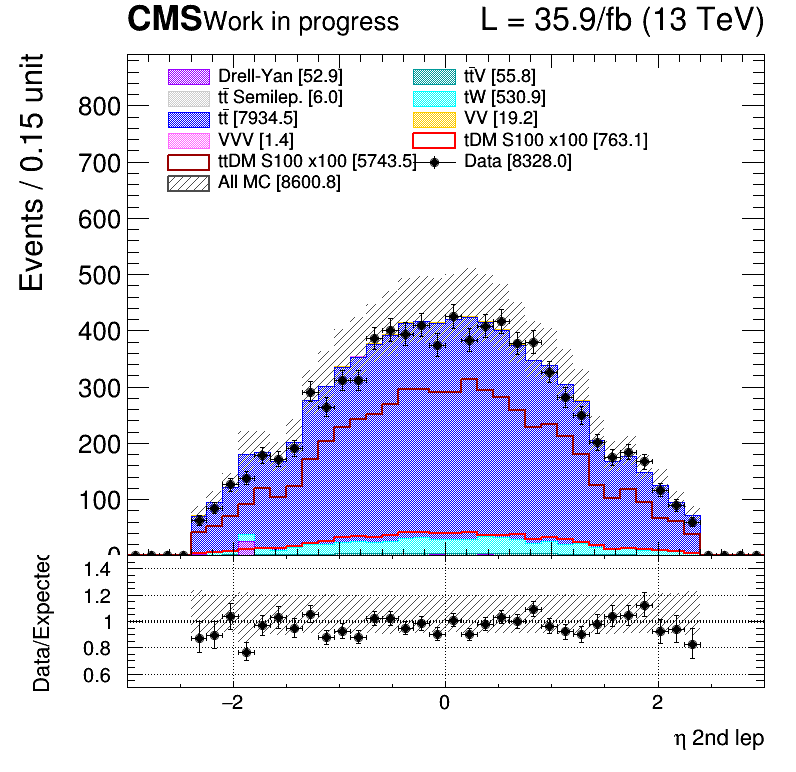 CMS Work in progress L = 35.9/fb (13 TeV)
Events / 0.15 unit
Drell-Yan [52.9] tt̄V [55.8]
tt̄ Semilep. [6.0] tW [530.9]
tt̄ [7934.5] VV [19.2]
VVV [1.4] tDM S100 x100 [763.1]
ttDM S100 x100 [5743.5] Data [8328.0]
All MC [8600.8]
800
700
600
500
400
300
200
100
0
Data/Expected
1.4
1.2
1
0.8
0.6
−2 0 2
η 2nd lep